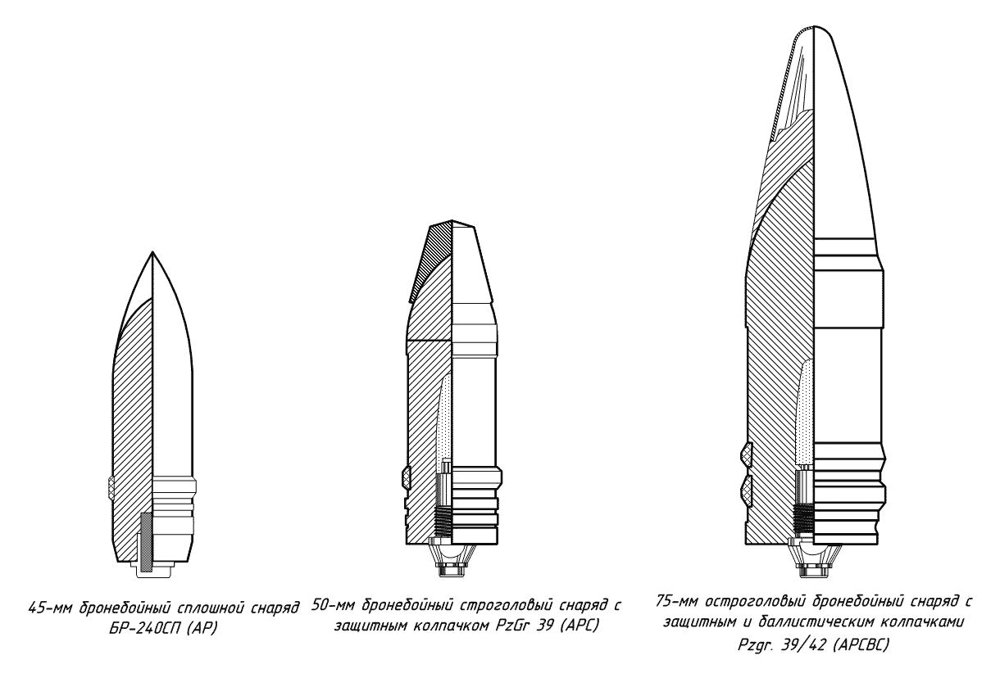 45-мм бронебойный сплошной снаряд
БР-240СП (АР)
50-мм бронебойный строголовый снаряд с
защитным колпачком PzGr 39 (APC)
75-мм остроголовый бронебойный снаряд с
защитным и баллистическим колпачками
Pzgr. 39/42 (APCBC)